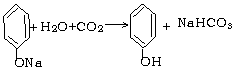 + H₂O+CO₂ ⟶ + NaHCO₃
ONa OH